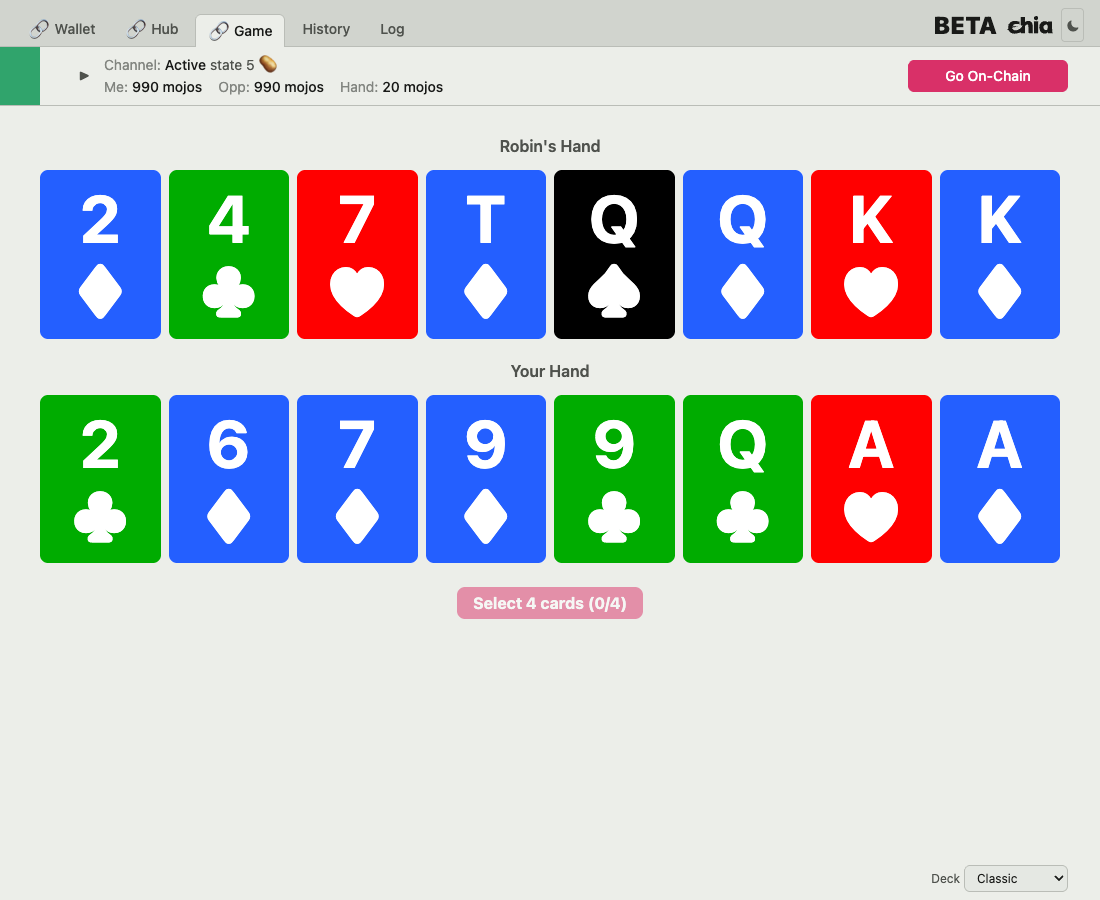 Wallet Hub Game History Log BETA chia
Channel: Active state 5
Me: 990 mojos Opp: 990 mojos Hand: 20 mojos
Go On-Chain
Robin's Hand
2 4 7 T Q Q K K
Your Hand
2 6 7 9 9 Q A A
Select 4 cards (0/4)
Deck Classic